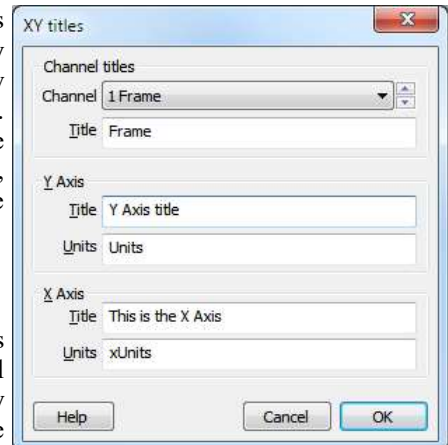 XY titles
Channel titles
Channel 1 Frame
Title Frame
Y Axis
Title Y Axis title
Units Units
X Axis
Title This is the X Axis
Units xUnits
Help Cancel OK